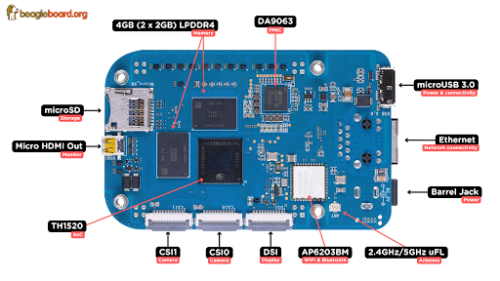 beagleboard.org
4GB (2 x 2GB) LPDDR4
Memory
DA9063
PMIC
microSD
Storage
microUSB 3.0
Power & connectivity
Micro HDMI Out
Monitor
Ethernet
Network connectivity
Barrel Jack
Power
TH1520
SoC
CSI1
Camera
CSI0
Camera
DSI
Display
AP6203BM
WiFi & Bluetooth
2.4GHz/5GHz uFL
Antenna